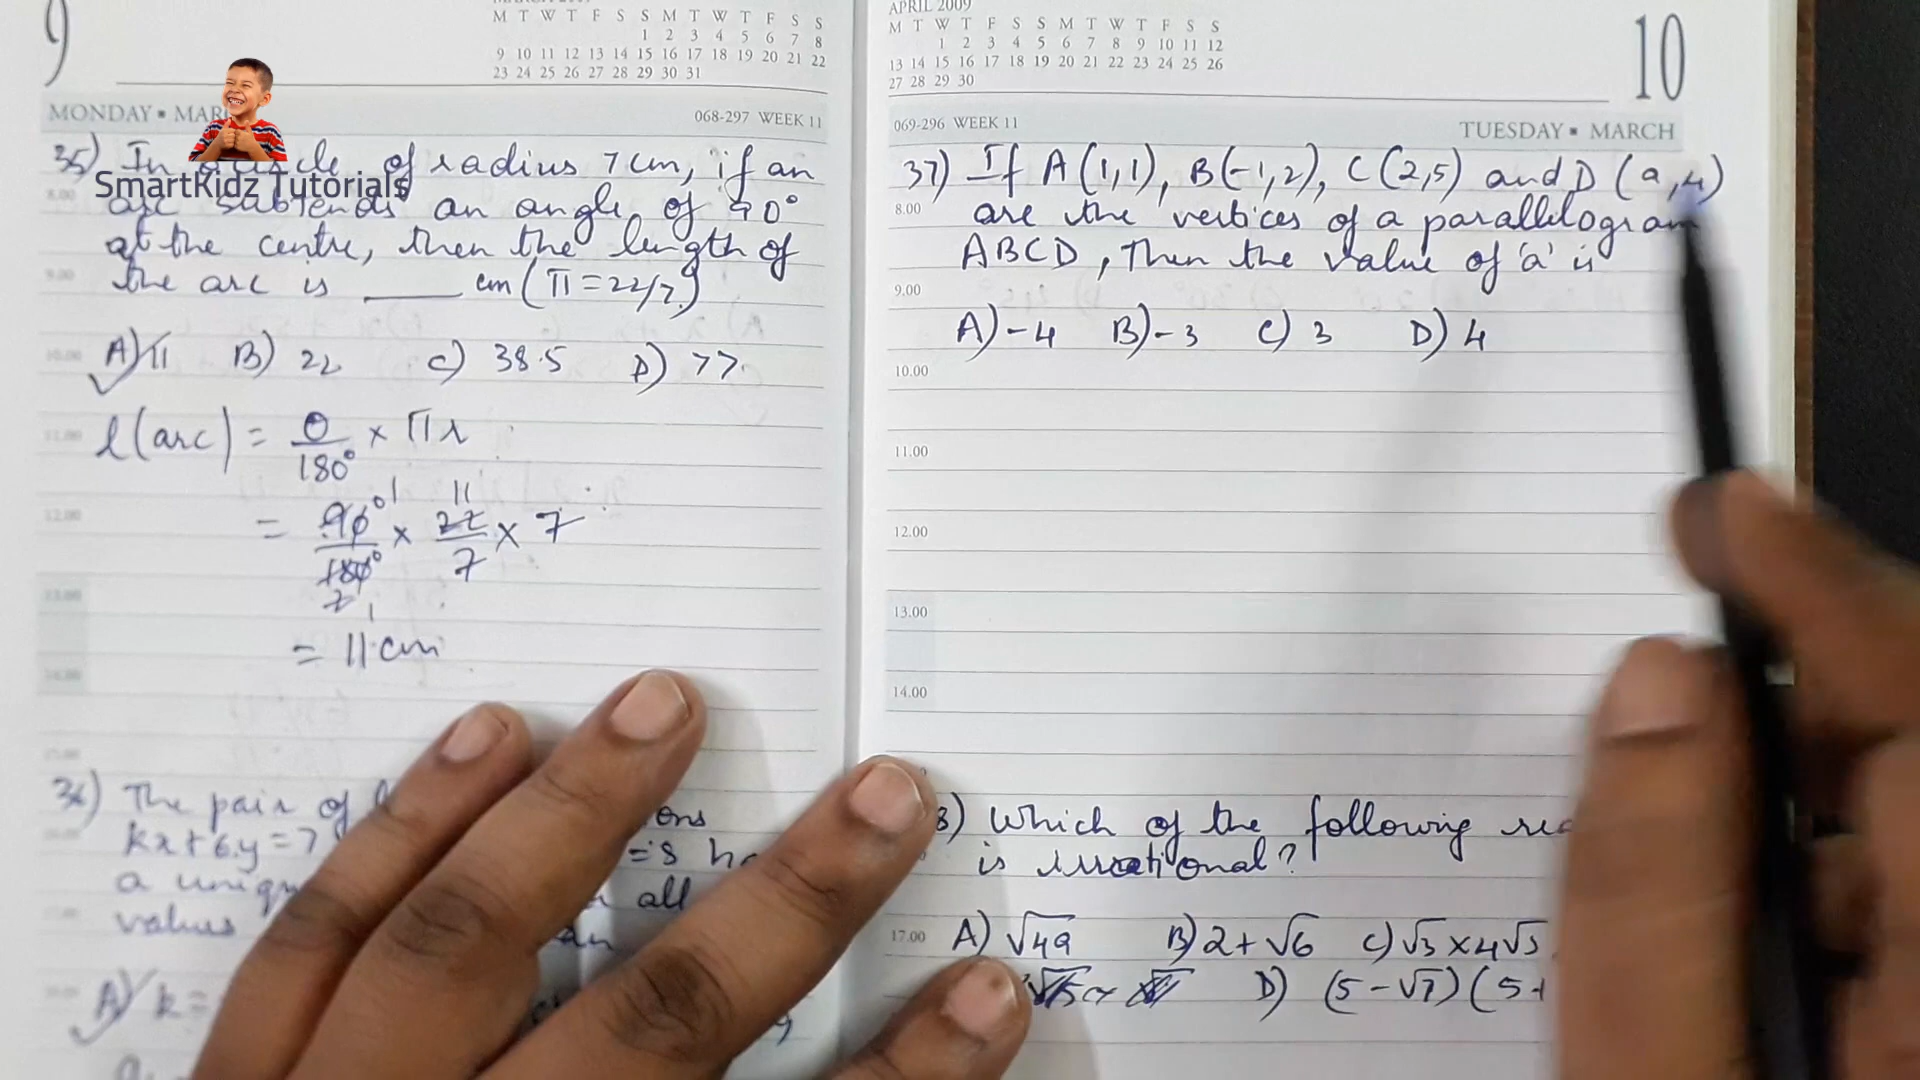 9
M T W T F S S M T W T F S S
1 2 3 4 5 6 7 8
9 10 11 12 13 14 15 16 17 18 19 20 21 22
23 24 25 26 27 28 29 30 31
MONDAY ▪ MAR
068-297 WEEK 11
SmartKidz Tutorials
35) In of radius 7 cm, if an
arc subtends an angle of 90°
at the centre, then the length of
the arc is ____ cm (π = 22/7)
A) 11 B) 22 C) 38.5 D) 77
l(arc) = θ/180° × πr
= 90°/180° × 22/7 × 7
= 11 cm
36) The pair of
kx + 6y = 7
a
values all
A) k =
APRIL 2009
M T W T F S S M T W T F S S
1 2 3 4 5 6 7 8 9 10 11 12
13 14 15 16 17 18 19 20 21 22 23 24 25 26
27 28 29 30
10
069-296 WEEK 11
TUESDAY ▪ MARCH
37) If A(1,1), B(-1,2), C(2,5) and D(a,4)
8.00 are the vertices of a parallelogram
ABCD, Then the value of 'a' is
9.00
A) -4 B) -3 C) 3 D) 4
10.00
11.00
12.00
13.00
14.00
8) Which of the following
is irrational?
17.00 A) √49 B) 2+√6 C) √3 × 4√5
D) (5-√7)(5+